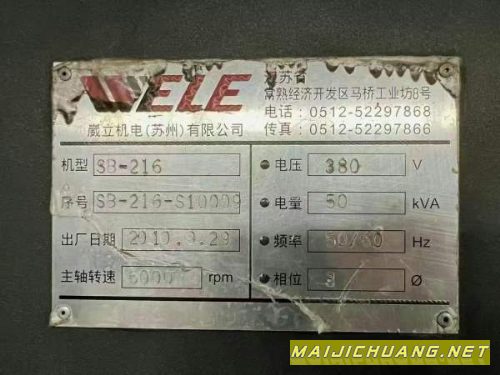 WELE
江苏省
常熟经济开发区马桥工业坊8号
电话：0512-52297868
传真：0512-52297866
威立机电(苏州)有限公司
机型 SB-216
序号 SB-216-S10009
出厂日期 2010.9.29
主轴转速 6000 rpm
电压 380 V
电量 50 kVA
频率 50/60 Hz
相位 3 Ø
MAIJICHUANG.NET